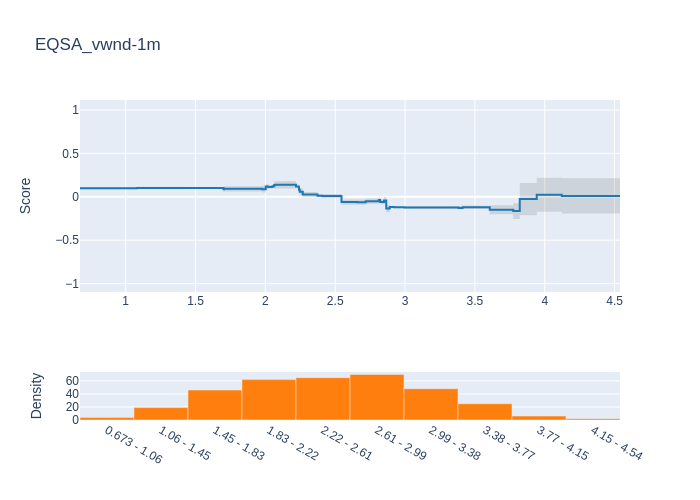 EQSA_vwnd-1m
Score
1
0.5
0
−0.5
−1
1
1.5
2
2.5
3
3.5
4
4.5
Density
60
40
20
0
0.673 - 1.06
1.06 - 1.45
1.45 - 1.83
1.83 - 2.22
2.22 - 2.61
2.61 - 2.99
2.99 - 3.38
3.38 - 3.77
3.77 - 4.15
4.15 - 4.54